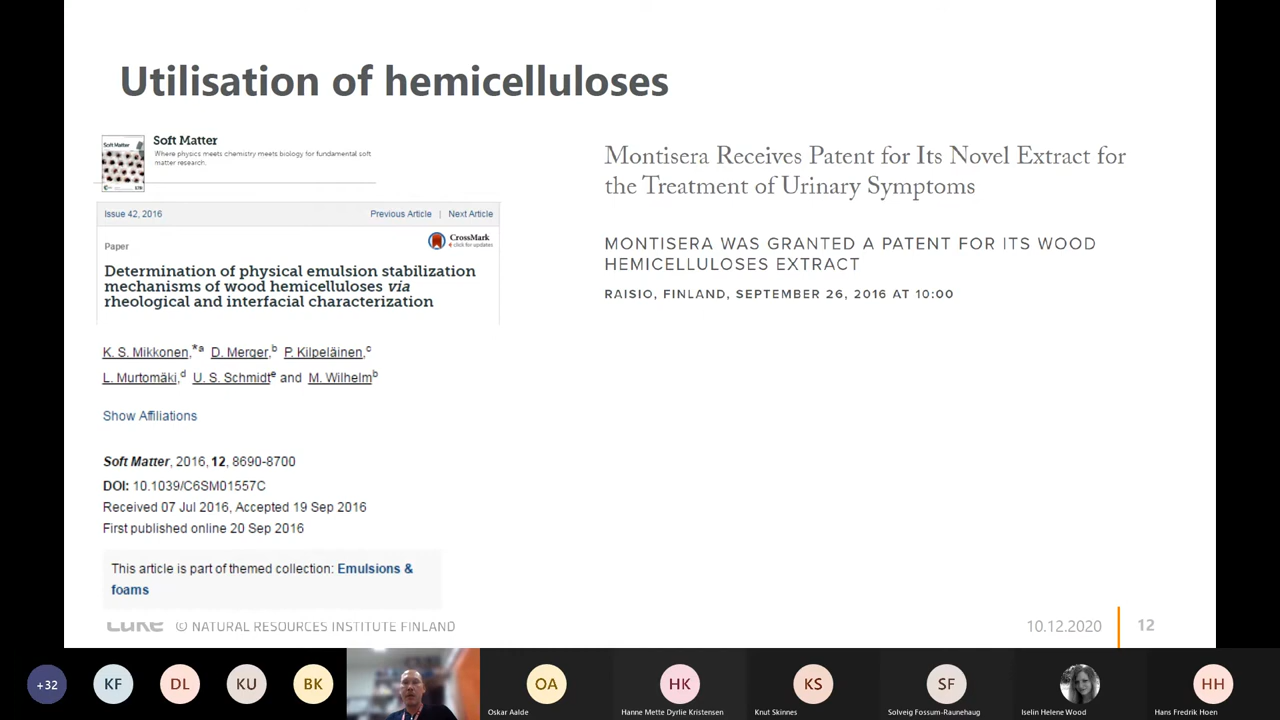 Utilisation of hemicelluloses
Soft Matter
Where physics meets chemistry meets biology for fundamental soft
matter research.
Issue 42, 2016 Previous Article | Next Article
CrossMark
click for updates
Paper
Determination of physical emulsion stabilization
mechanisms of wood hemicelluloses via
rheological and interfacial characterization
K. S. Mikkonen,*a D. Merger,b P. Kilpeläinen,c
L. Murtomäki,d U. S. Schmidte and M. Wilhelmb
Show Affiliations
Soft Matter, 2016, 12, 8690-8700
DOI: 10.1039/C6SM01557C
Received 07 Jul 2016, Accepted 19 Sep 2016
First published online 20 Sep 2016
This article is part of themed collection: Emulsions &
foams
Montisera Receives Patent for Its Novel Extract for
the Treatment of Urinary Symptoms
MONTISERA WAS GRANTED A PATENT FOR ITS WOOD
HEMICELLULOSES EXTRACT
RAISIO, FINLAND, SEPTEMBER 26, 2016 AT 10:00
LUKE © NATURAL RESOURCES INSTITUTE FINLAND
10.12.2020 12
+32 KF DL KU BK OA HK KS SF HH
Oskar Aalde Hanne Mette Dyrlie Kristensen Knut Skinnes Solveig Fossum-Raunehaug Iselin Helene Wood Hans Fredrik Hoen